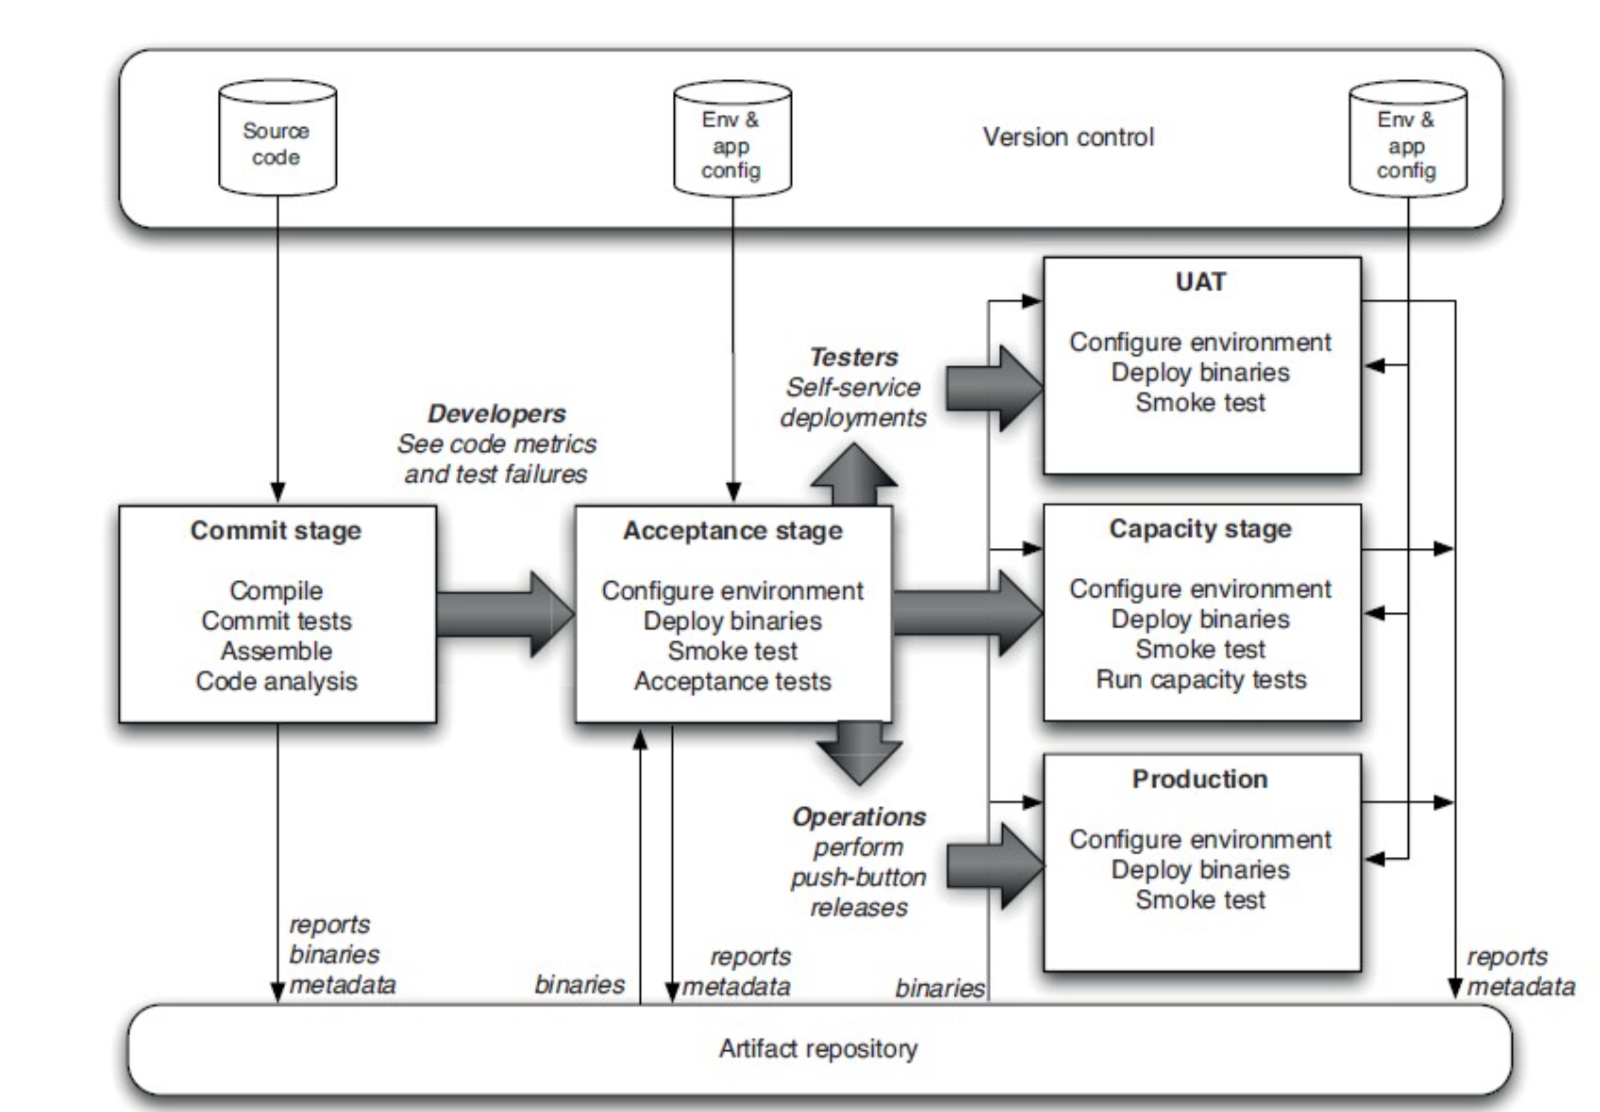 Source
code
Env &
app
config
Version control
Env &
app
config
Developers
See code metrics
and test failures
Testers
Self-service
deployments
UAT
Configure environment
Deploy binaries
Smoke test
Commit stage
Compile
Commit tests
Assemble
Code analysis
Acceptance stage
Configure environment
Deploy binaries
Smoke test
Acceptance tests
Capacity stage
Configure environment
Deploy binaries
Smoke test
Run capacity tests
Operations
perform
push-button
releases
Production
Configure environment
Deploy binaries
Smoke test
reports
binaries
metadata
binaries
reports
metadata
binaries
reports
metadata
Artifact repository